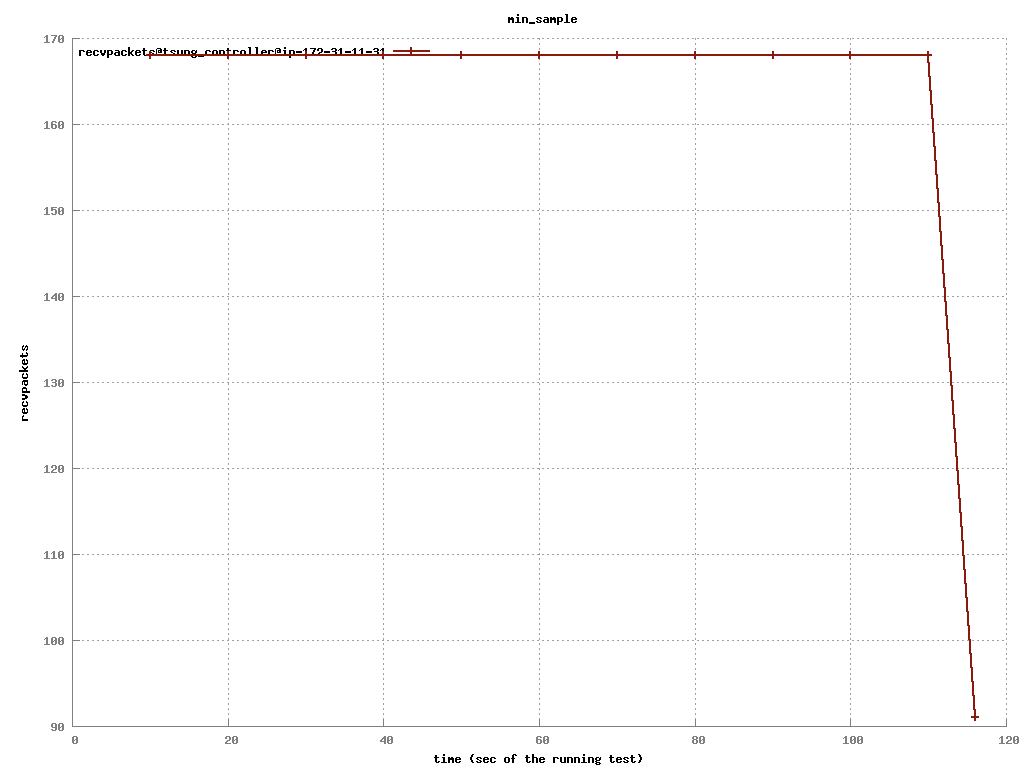 min_sample
170
recvpackets@tsung_controller@ip-172-31-11-31
160
150
140
130
recvpackets
120
110
100
90
0 20 40 60 80 100 120
time (sec of the running test)